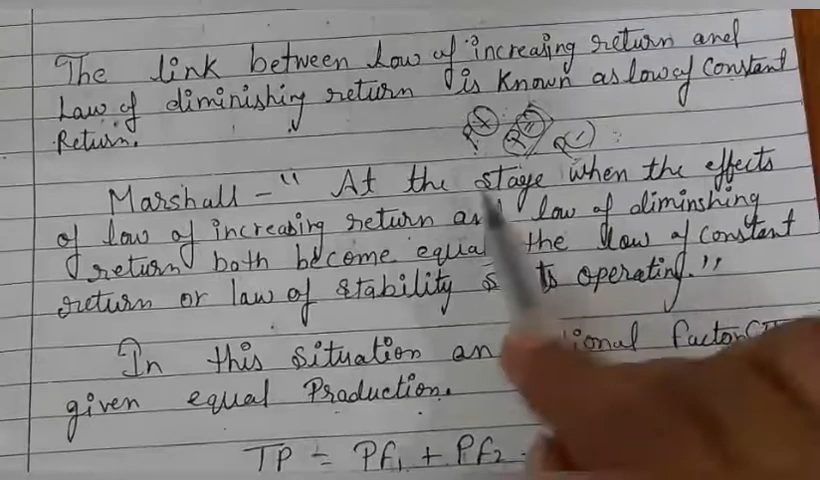 The link between Low of increasing return and
Law of diminishing return is known as low of Constant
Return.
Marshall - " At the stage when the effects
of low of increasing return and low of diminshing
return both become equal the low of constant
return or law of stability operating."
In this situation an
given equal Production.
TP = PF1 + PF2